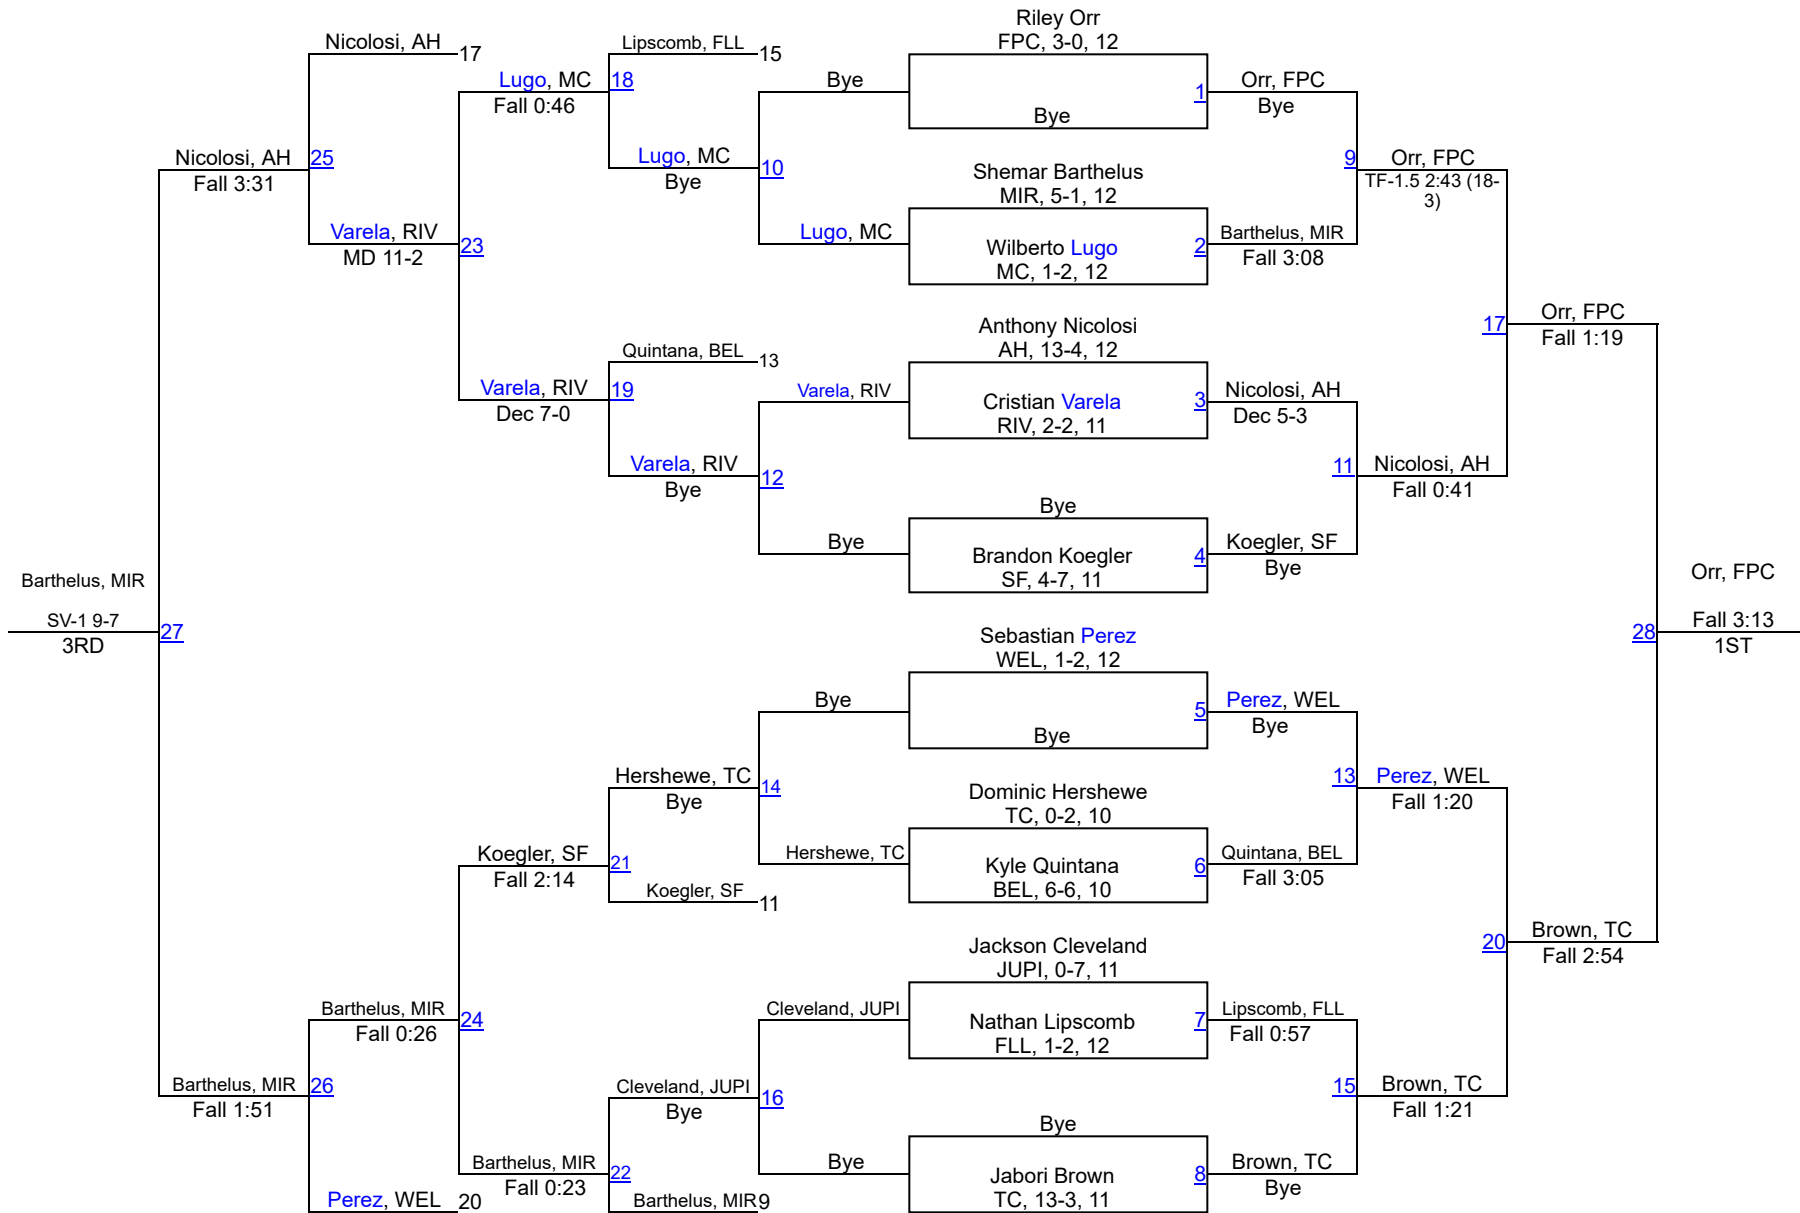 Riley Orr
FPC, 3-0, 12
Nicolosi, AH
17
Lipscomb, FLL
15
Lugo, MC
18
Fall 0:46
Bye
1
Orr, FPC
Bye
Bye
Nicolosi, AH
25
Fall 3:31
Lugo, MC
10
Bye
Shemar Barthelus
MIR, 5-1, 12
9
Orr, FPC
TF-1.5 2:43 (18-
3)
Varela, RIV
23
MD 11-2
Lugo, MC
Wilberto Lugo
MC, 1-2, 12
2
Barthelus, MIR
Fall 3:08
17
Orr, FPC
Fall 1:19
Anthony Nicolosi
AH, 13-4, 12
Quintana, BEL
13
Varela, RIV
19
Dec 7-0
Varela, RIV
Cristian Varela
RIV, 2-2, 11
3
Nicolosi, AH
Dec 5-3
Varela, RIV
12
Bye
11
Nicolosi, AH
Fall 0:41
Bye
Bye
Brandon Koegler
SF, 4-7, 11
4
Koegler, SF
Bye
Barthelus, MIR
SV-1 9-7
27
3RD
Orr, FPC
28
Fall 3:13
1ST
Sebastian Perez
WEL, 1-2, 12
Bye
5
Perez, WEL
Bye
Bye
Hershewe, TC
14
Bye
Dominic Hershewe
TC, 0-2, 10
13
Perez, WEL
Fall 1:20
Koegler, SF
21
Fall 2:14
Hershewe, TC
Kyle Quintana
BEL, 6-6, 10
6
Quintana, BEL
Fall 3:05
Koegler, SF
11
20
Brown, TC
Fall 2:54
Jackson Cleveland
JUPI, 0-7, 11
Barthelus, MIR
24
Fall 0:26
Cleveland, JUPI
Nathan Lipscomb
FLL, 1-2, 12
7
Lipscomb, FLL
Fall 0:57
Barthelus, MIR
26
Fall 1:51
Cleveland, JUPI
16
Bye
15
Brown, TC
Fall 1:21
Bye
Barthelus, MIR
22
Fall 0:23
Bye
Jabori Brown
TC, 13-3, 11
8
Brown, TC
Bye
Perez, WEL
20
Barthelus, MIR
9